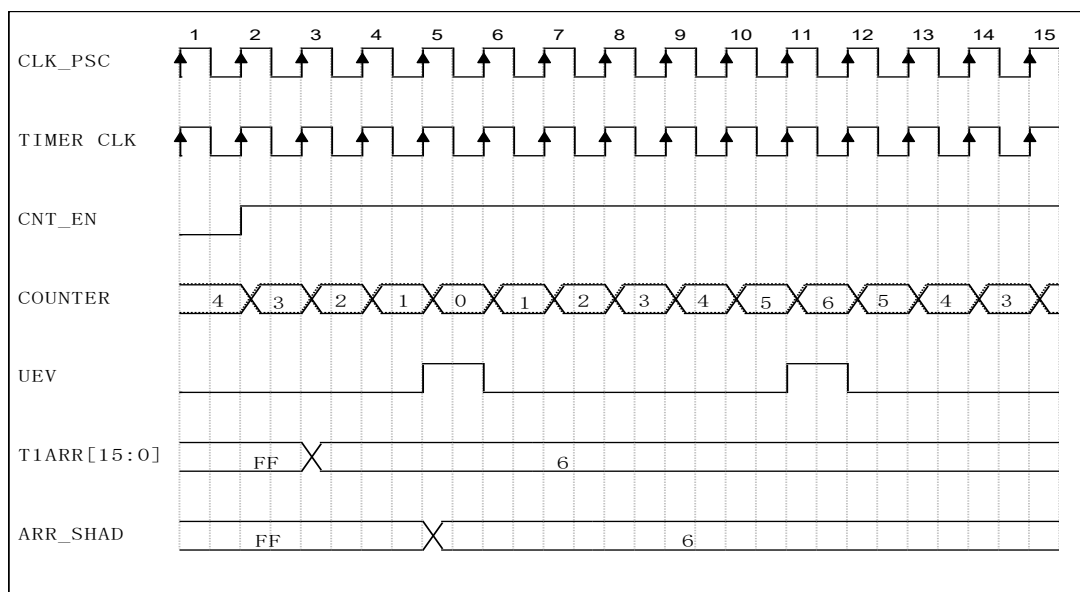 1 2 3 4 5 6 7 8 9 10 11 12 13 14 15
CLK_PSC
TIMER CLK
CNT_EN
COUNTER 4 3 2 1 0 1 2 3 4 5 6 5 4 3
UEV
T1ARR[15:0] FF 6
ARR_SHAD FF 6